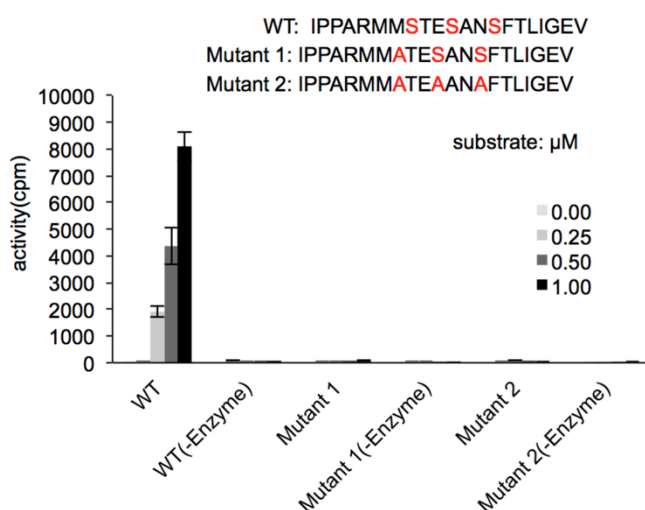 WT: IPPARMMSTESANSFTLIGEV
Mutant 1: IPPARMMATESANSFTLIGEV
Mutant 2: IPPARMMATEAANAFTLIGEV
substrate: µM
0.00
0.25
0.50
1.00
activity(cpm)
10000
9000
8000
7000
6000
5000
4000
3000
2000
1000
0
WT
WT(-Enzyme)
Mutant 1
Mutant 1(-Enzyme)
Mutant 2
Mutant 2(-Enzyme)